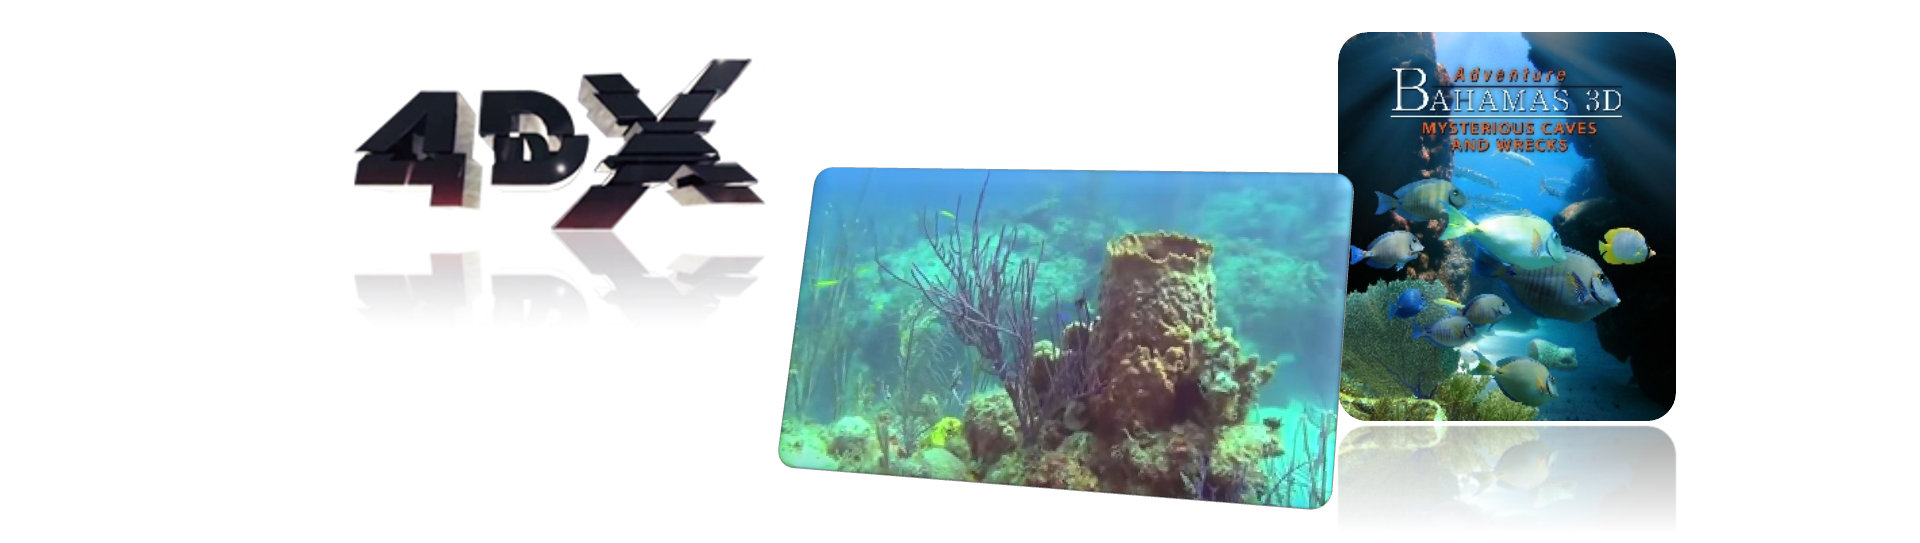 4DX
Adventure
BAHAMAS 3D
MYSTERIOUS CAVES
AND WRECKS